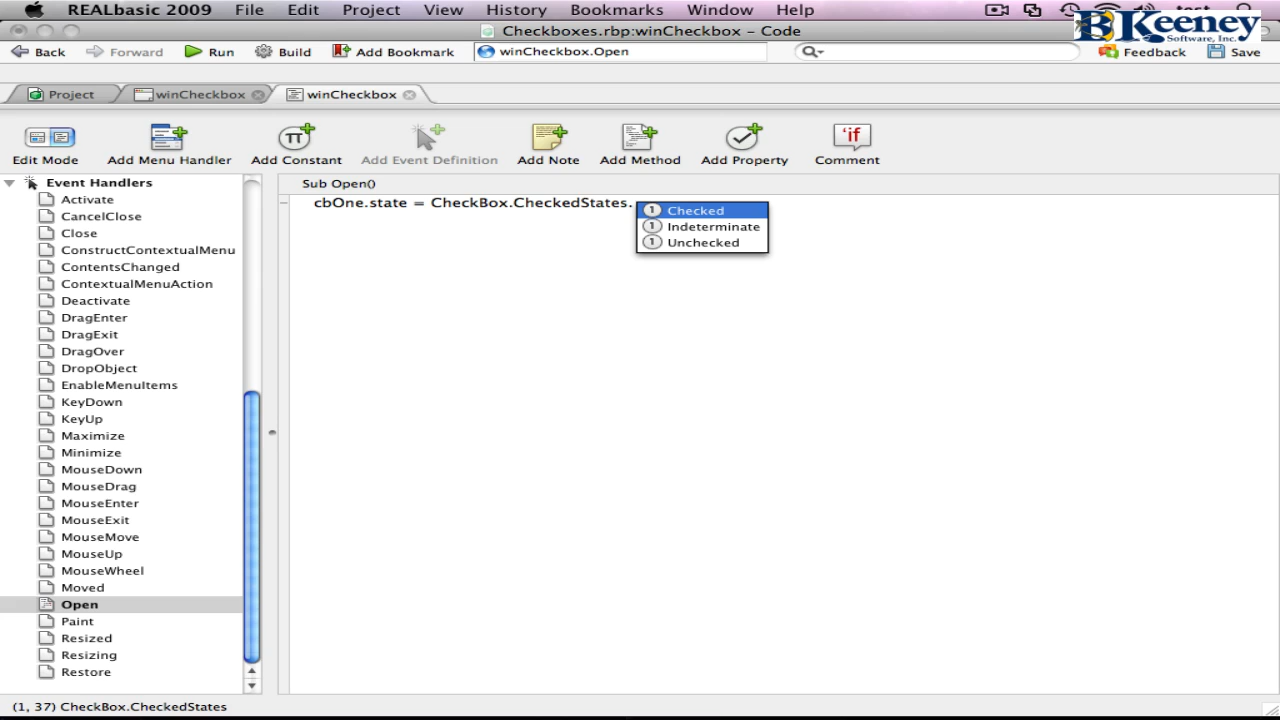 REALbasic 2009 File Edit Project View History Bookmarks Window Help
Checkboxes.rbp:winCheckbox – Code
BKeeney
Software, Inc.
Back Forward Run Build Add Bookmark winCheckbox.Open Feedback Save
Project winCheckbox winCheckbox
'if
Edit Mode Add Menu Handler Add Constant Add Event Definition Add Note Add Method Add Property Comment
Event Handlers
Activate
CancelClose
Close
ConstructContextualMenu
ContentsChanged
ContextualMenuAction
Deactivate
DragEnter
DragExit
DragOver
DropObject
EnableMenuItems
KeyDown
KeyUp
Maximize
Minimize
MouseDown
MouseDrag
MouseEnter
MouseExit
MouseMove
MouseUp
MouseWheel
Moved
Open
Paint
Resized
Resizing
Restore
Sub Open()
cbOne.state = CheckBox.CheckedStates.
1 Checked
1 Indeterminate
1 Unchecked
(1, 37) CheckBox.CheckedStates